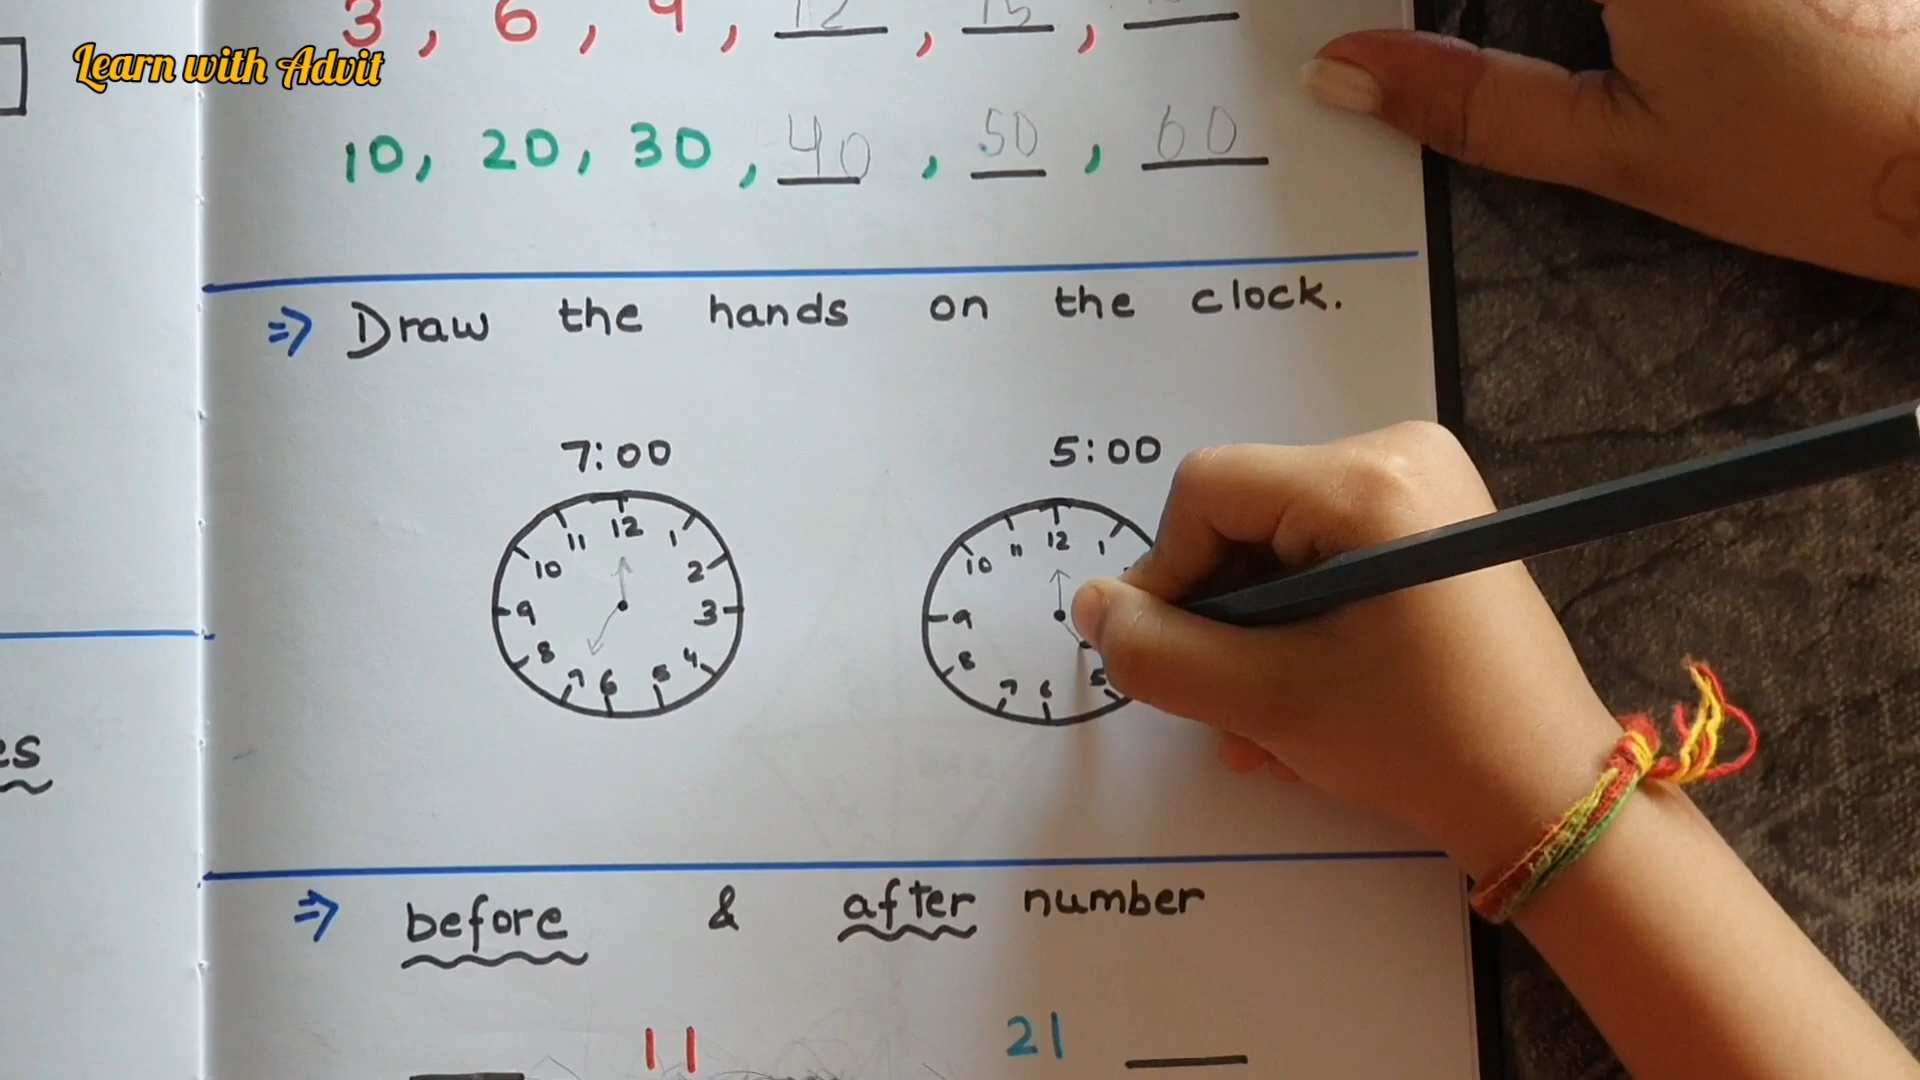 Learn with Advit
3, 6, 9, 12, 15,
10, 20, 30, 40, 50, 60
⇒ Draw the hands on the clock.
7:00 5:00
12 1 2 3 4 5 6 7 8 9 10 11
12 1 5 6 7 8 9 10 11
es
⇒ before & after number
11 21